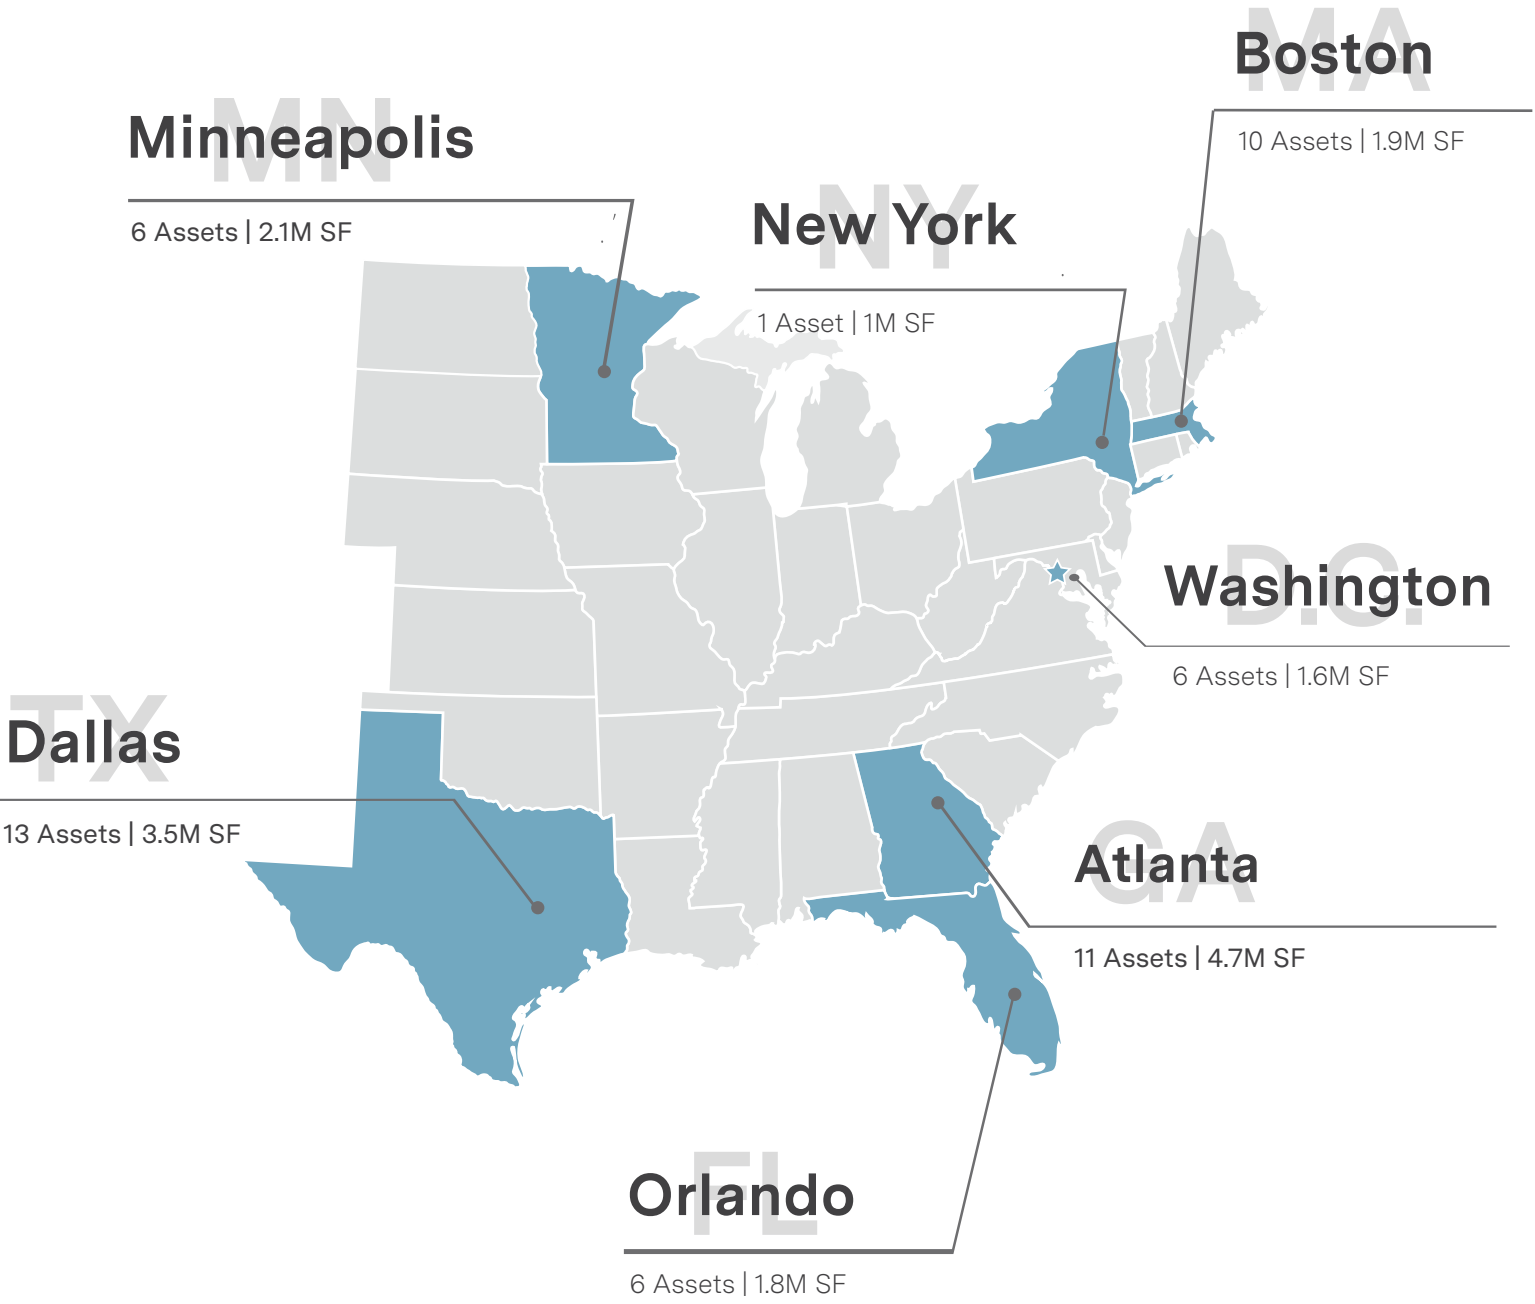 MA
Boston
10 Assets | 1.9M SF
MN
Minneapolis
6 Assets | 2.1M SF
NY
New York
1 Asset | 1M SF
D.C.
Washington
6 Assets | 1.6M SF
TX
Dallas
13 Assets | 3.5M SF
GA
Atlanta
11 Assets | 4.7M SF
FL
Orlando
6 Assets | 1.8M SF